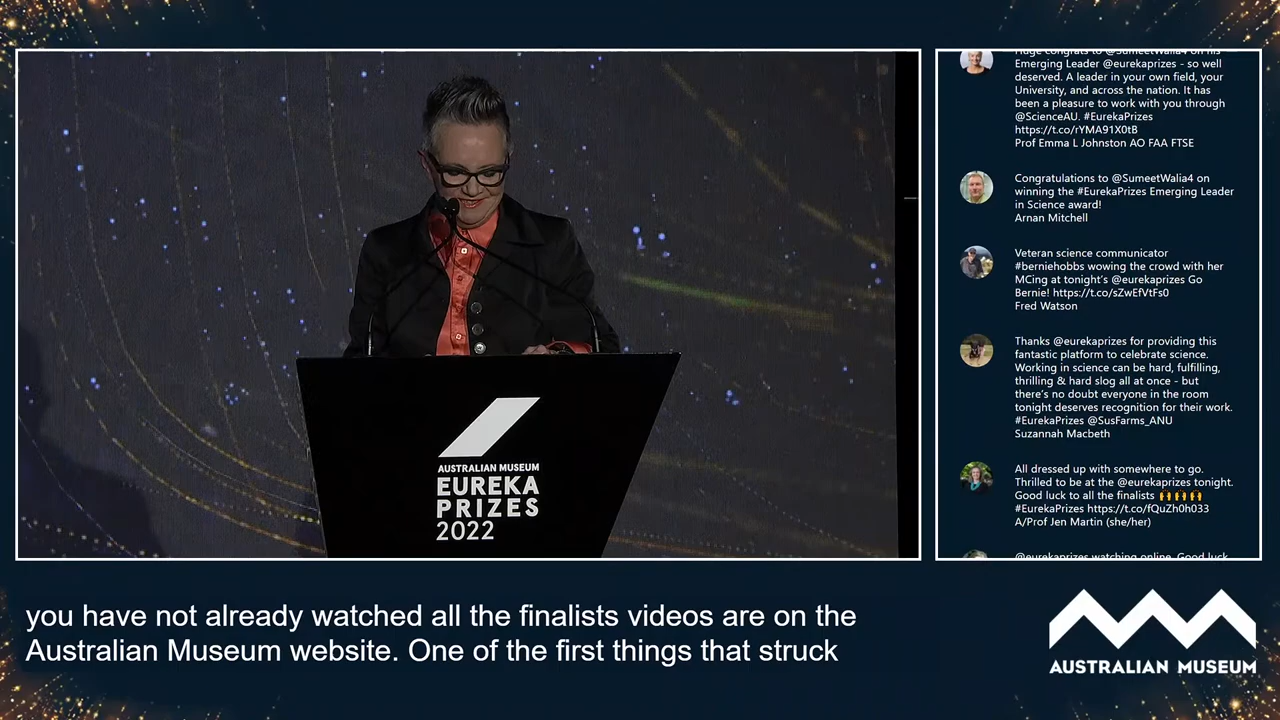 AUSTRALIAN MUSEUM
EUREKA
PRIZES
2022
Huge congrats to @SumeetWalia4 on his
Emerging Leader @eurekaprizes - so well
deserved. A leader in your own field, your
University, and across the nation. It has
been a pleasure to work with you through
@ScienceAU. #EurekaPrizes
https://t.co/rYMA91X0tB
Prof Emma L Johnston AO FAA FTSE
Congratulations to @SumeetWalia4 on
winning the #EurekaPrizes Emerging Leader
in Science award!
Arnan Mitchell
Veteran science communicator
#berniehobbs wowing the crowd with her
MCing at tonight's @eurekaprizes Go
Bernie! https://t.co/sZwEfVtFs0
Fred Watson
Thanks @eurekaprizes for providing this
fantastic platform to celebrate science.
Working in science can be hard, fulfilling,
thrilling & hard slog all at once - but
there's no doubt everyone in the room
tonight deserves recognition for their work.
#EurekaPrizes @SusFarms_ANU
Suzannah Macbeth
All dressed up with somewhere to go.
Thrilled to be at the @eurekaprizes tonight.
Good luck to all the finalists 🙌🙌🙌
#EurekaPrizes https://t.co/fQuZh0h033
A/Prof Jen Martin (she/her)
@eurekaprizes watching online. Good luck
you have not already watched all the finalists videos are on the
Australian Museum website. One of the first things that struck
AUSTRALIAN MUSEUM